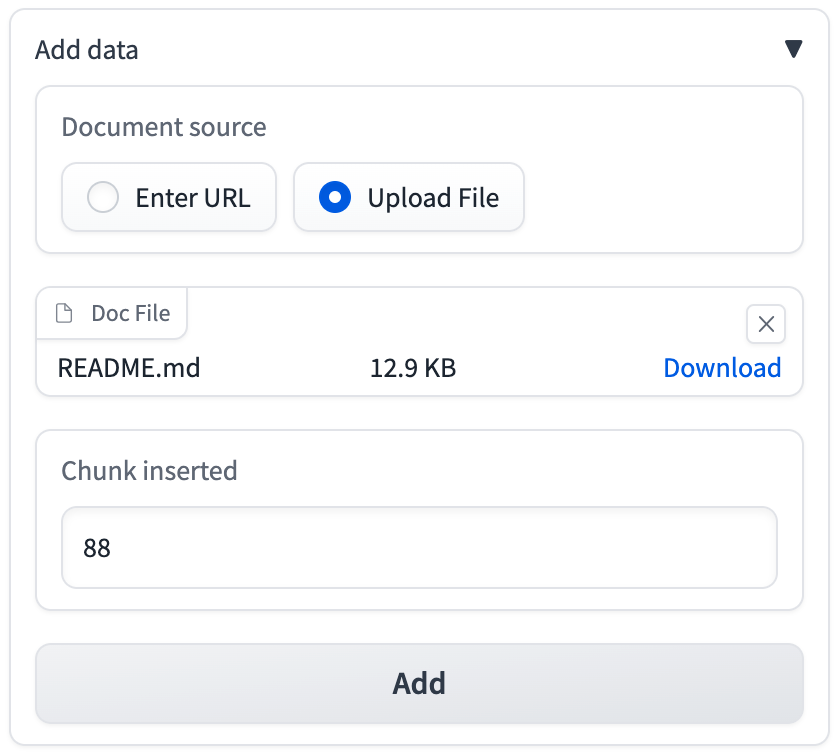 Add data
Document source
Enter URL
Upload File
Doc File
README.md 12.9 KB Download
Chunk inserted
88
Add